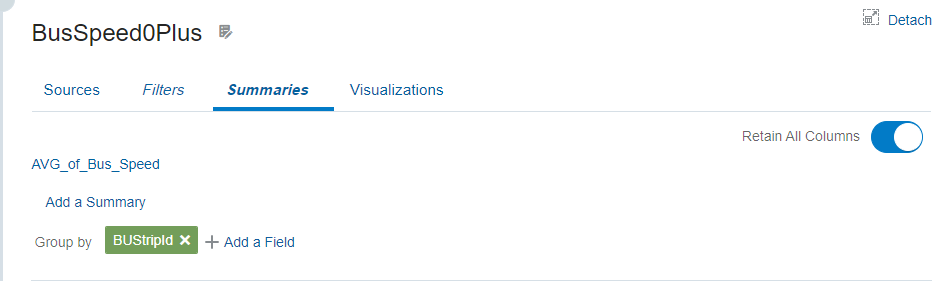 BusSpeed0Plus
Detach
Sources Filters Summaries Visualizations
Retain All Columns
AVG_of_Bus_Speed
Add a Summary
Group by BUStripId × + Add a Field